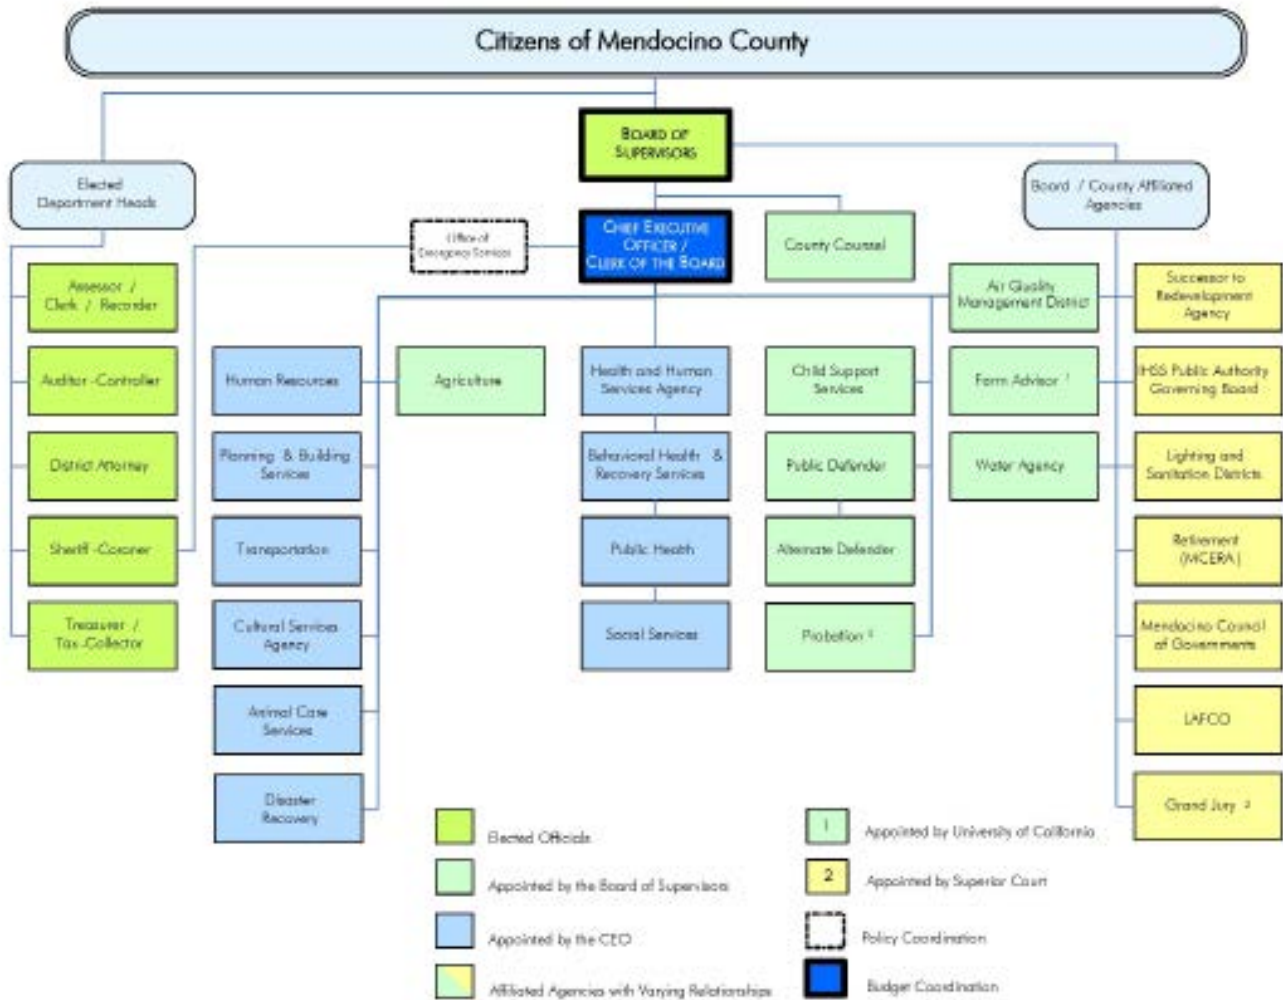 Citizens of Mendocino County
BOARD OF
SUPERVISORS
Elected
Department Heads
Board / County Affiliated
Agencies
Office of
Emergency Services
CHIEF EXECUTIVE
OFFICER /
CLERK OF THE BOARD
County Counsel
Assessor /
Clerk / Recorder
Air Quality
Management District
Successor to
Redevelopment
Agency
Auditor -Controller
Human Resources
Agriculture
Health and Human
Services Agency
Child Support
Services
Farm Advisor 1
IHSS Public Authority
Governing Board
District Attorney
Planning & Building
Services
Behavioral Health &
Recovery Services
Public Defender
Water Agency
Lighting and
Sanitation Districts
Sheriff -Coroner
Transportation
Public Health
Alternate Defender
Retirement
(MCERA)
Treasurer /
Tax -Collector
Cultural Services
Agency
Social Services
Probation
Mendocino Council
of Governments
Animal Care
Services
LAFCO
Disaster
Recovery
Grand Jury
Elected Officials
1 Appointed by University of California
Appointed by the Board of Supervisors
2 Appointed by Superior Court
Appointed by the CEO
Policy Coordination
Affiliated Agencies with Varying Relationships
Budget Coordination